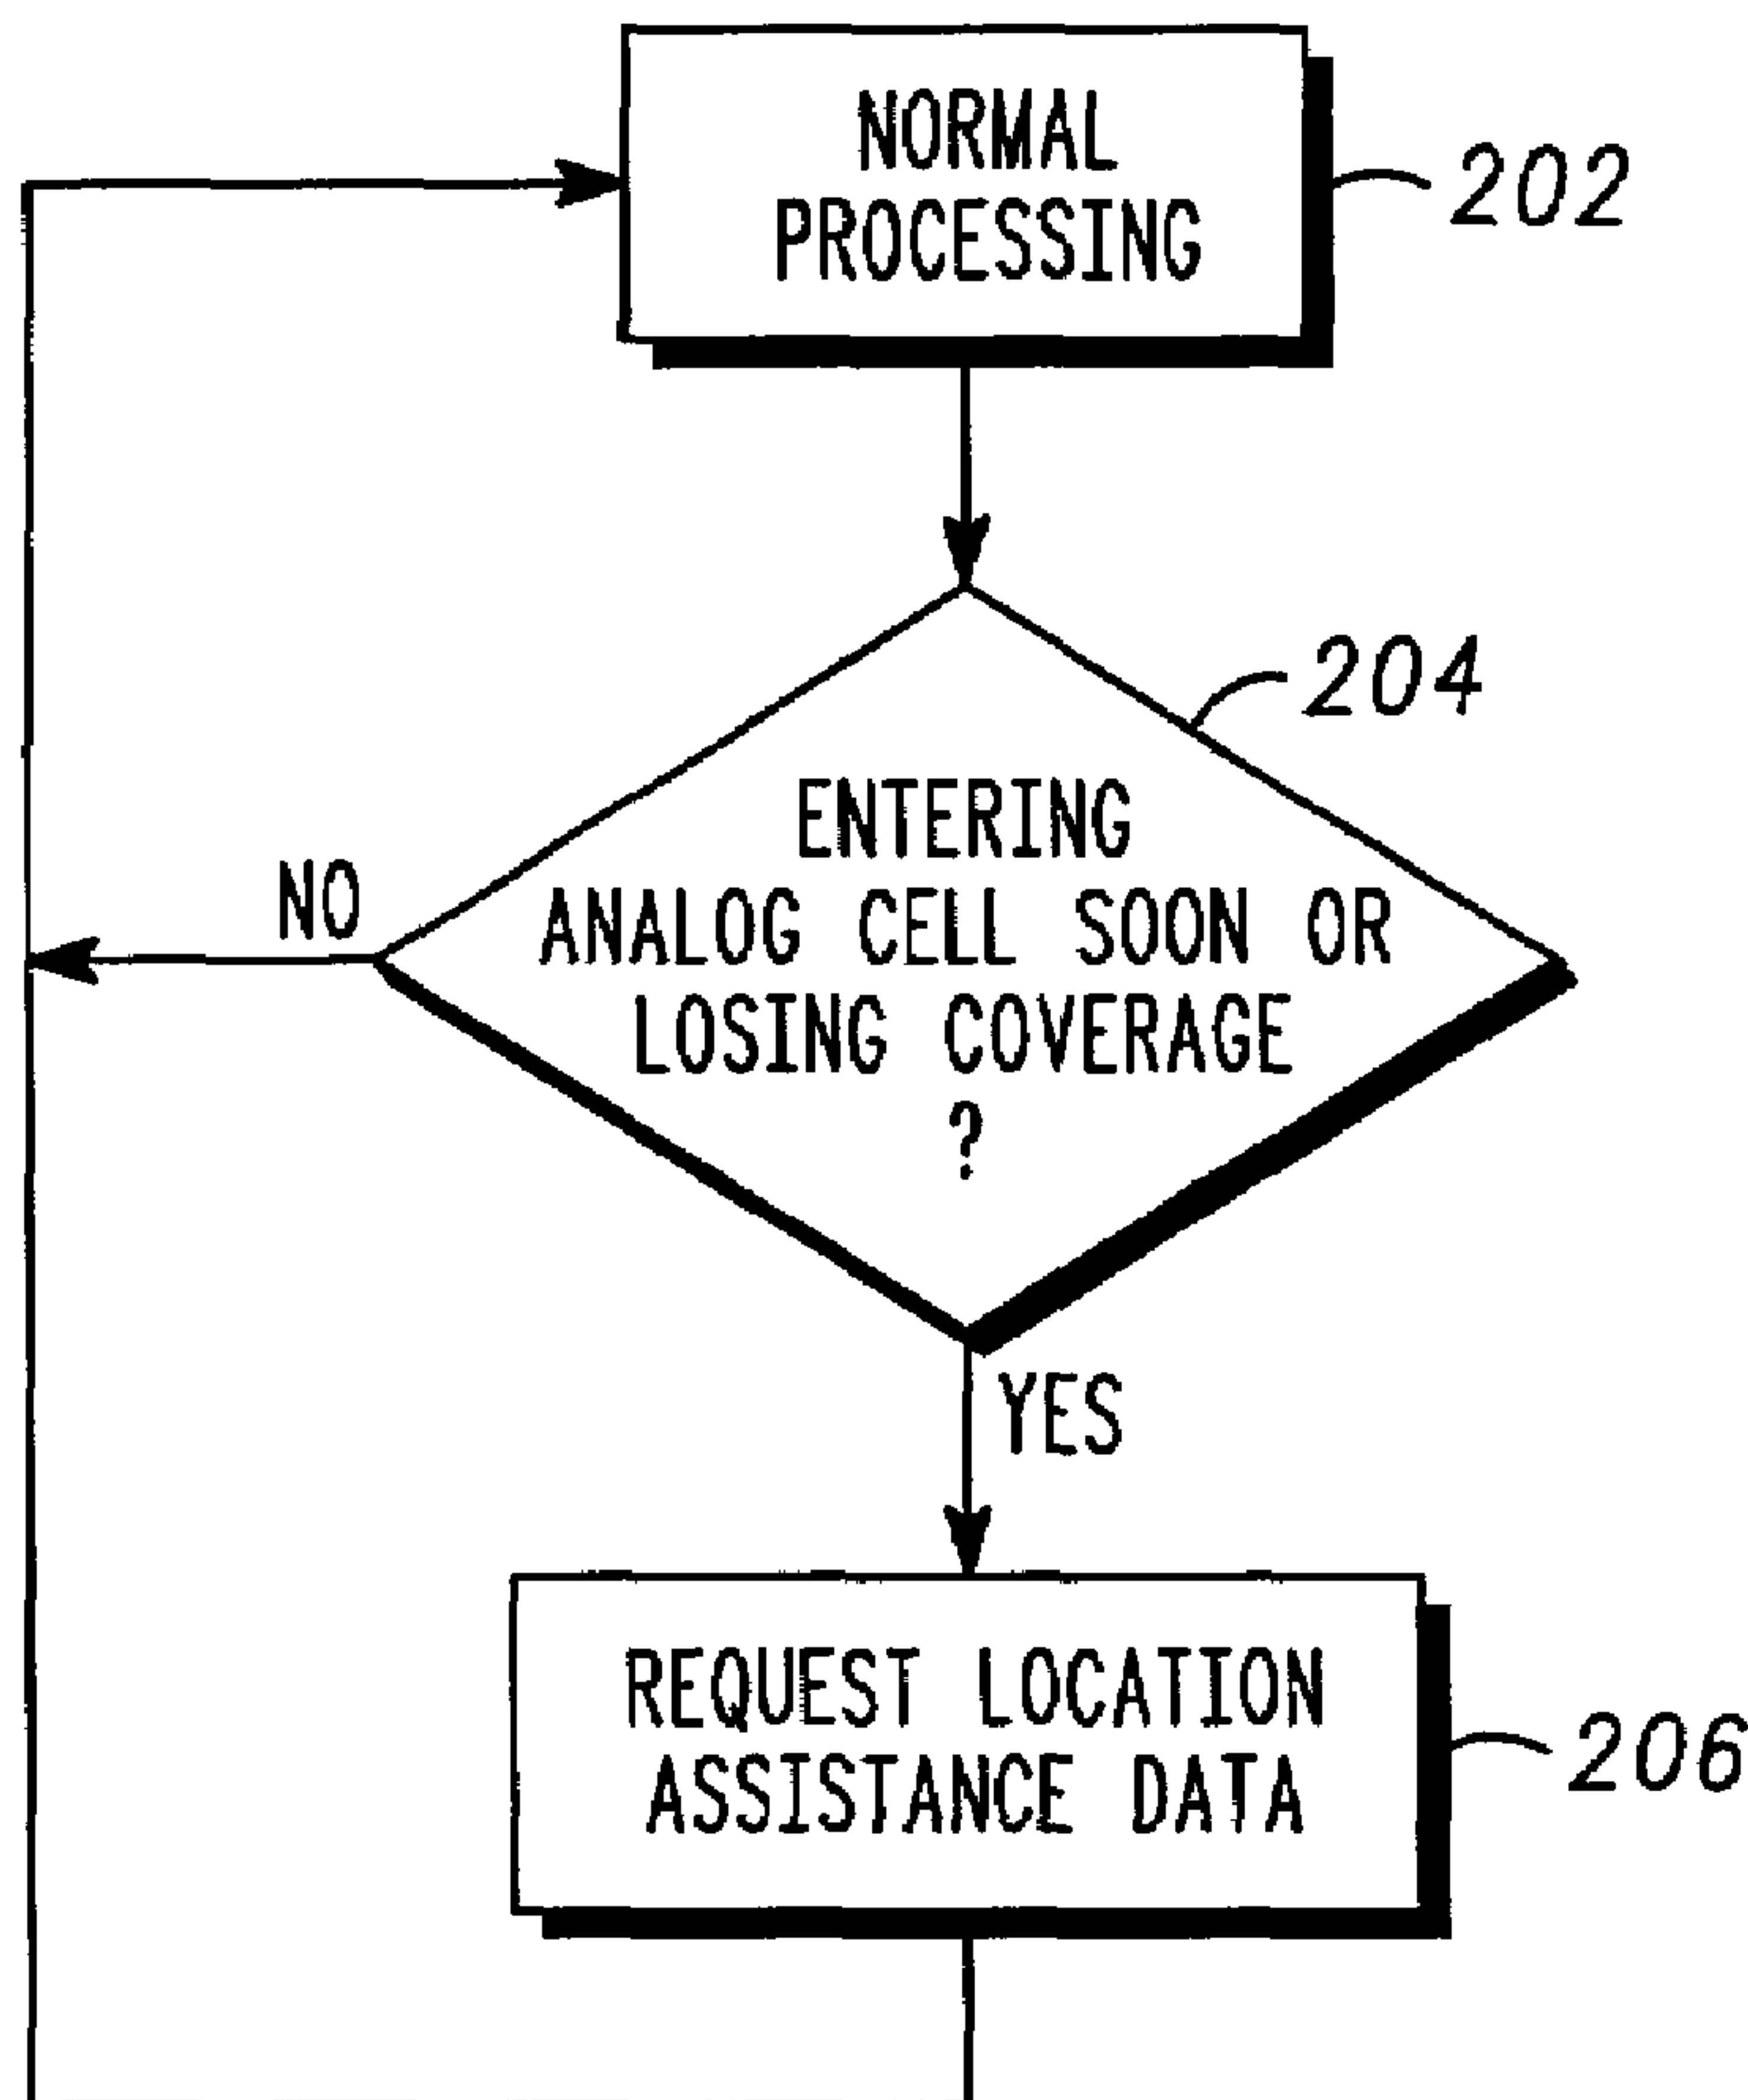 NORMAL
PROCESSING
202
204
ENTERING
ANALOG CELL SOON OR
LOSING COVERAGE
?
NO
YES
REQUEST LOCATION
ASSISTANCE DATA
206